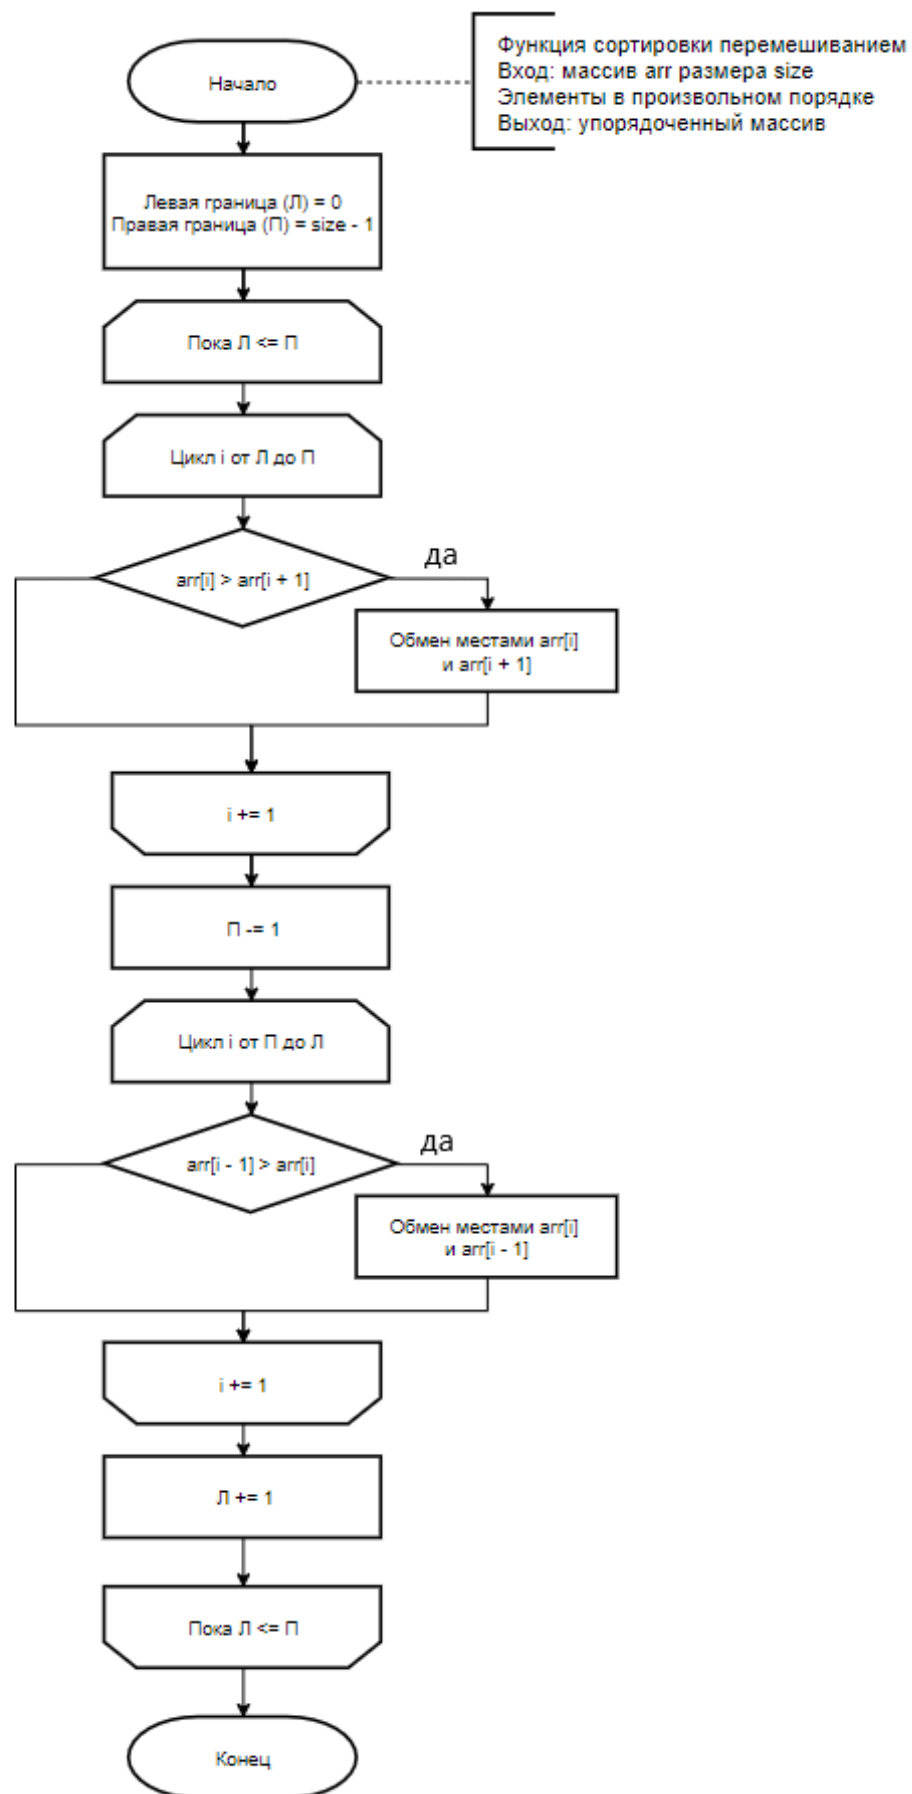 Функция сортировки перемешиванием
Вход: массив arr размера size
Элементы в произвольном порядке
Выход: упорядоченный массив
Начало
Левая граница (Л) = 0
Правая граница (П) = size - 1
Пока Л <= П
Цикл i от Л до П
arr[i] > arr[i + 1]
да
Обмен местами arr[i]
и arr[i + 1]
i += 1
П -= 1
Цикл i от П до Л
arr[i - 1] > arr[i]
да
Обмен местами arr[i]
и arr[i - 1]
i += 1
Л += 1
Пока Л <= П
Конец